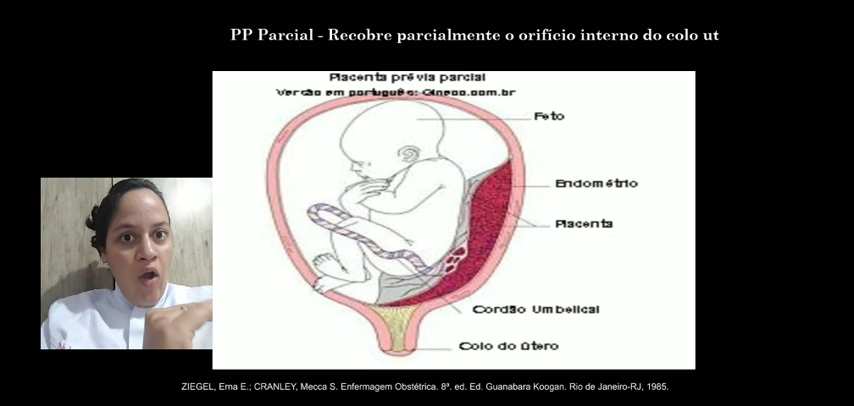 PP Parcial - Recobre parcialmente o orifício interno do colo ut
Placenta prévia parcial
Versão em português: Gineco.com.br
Feto
Endométrio
Placenta
Cordão Umbelical
Colo do útero
ZIEGEL, Erna E.; CRANLEY, Mecca S. Enfermagem Obstétrica. 8ª. ed. Ed. Guanabara Koogan. Rio de Janeiro-RJ, 1985.